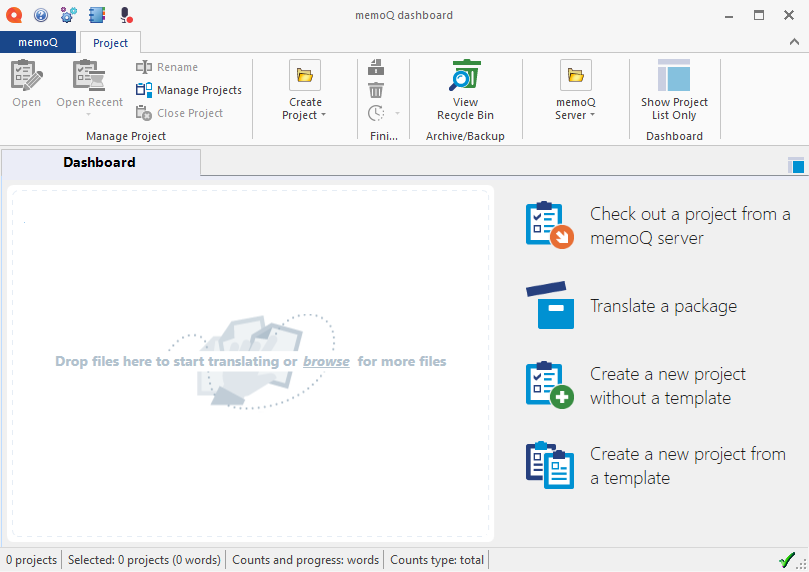 memoQ dashboard
memoQ
Project
Open
Open Recent
Rename
Manage Projects
Close Project
Manage Project
Create
Project
Fini...
View
Recycle Bin
Archive/Backup
memoQ
Server
Show Project
List Only
Dashboard
Dashboard
Drop files here to start translating or browse for more files
Check out a project from a
memoQ server
Translate a package
Create a new project
without a template
Create a new project from
a template
0 projects
Selected: 0 projects (0 words)
Counts and progress: words
Counts type: total